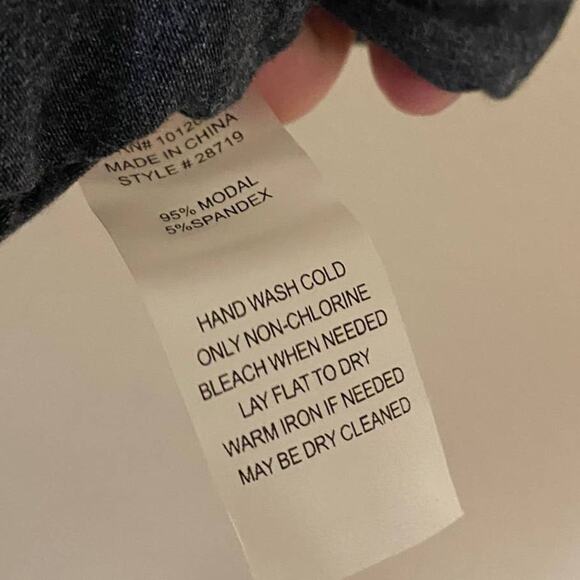 MADE IN CHINA
STYLE # 28719
95% MODAL
5%SPANDEX
HAND WASH COLD
ONLY NON-CHLORINE
BLEACH WHEN NEEDED
LAY FLAT TO DRY
WARM IRON IF NEEDED
MAY BE DRY CLEANED